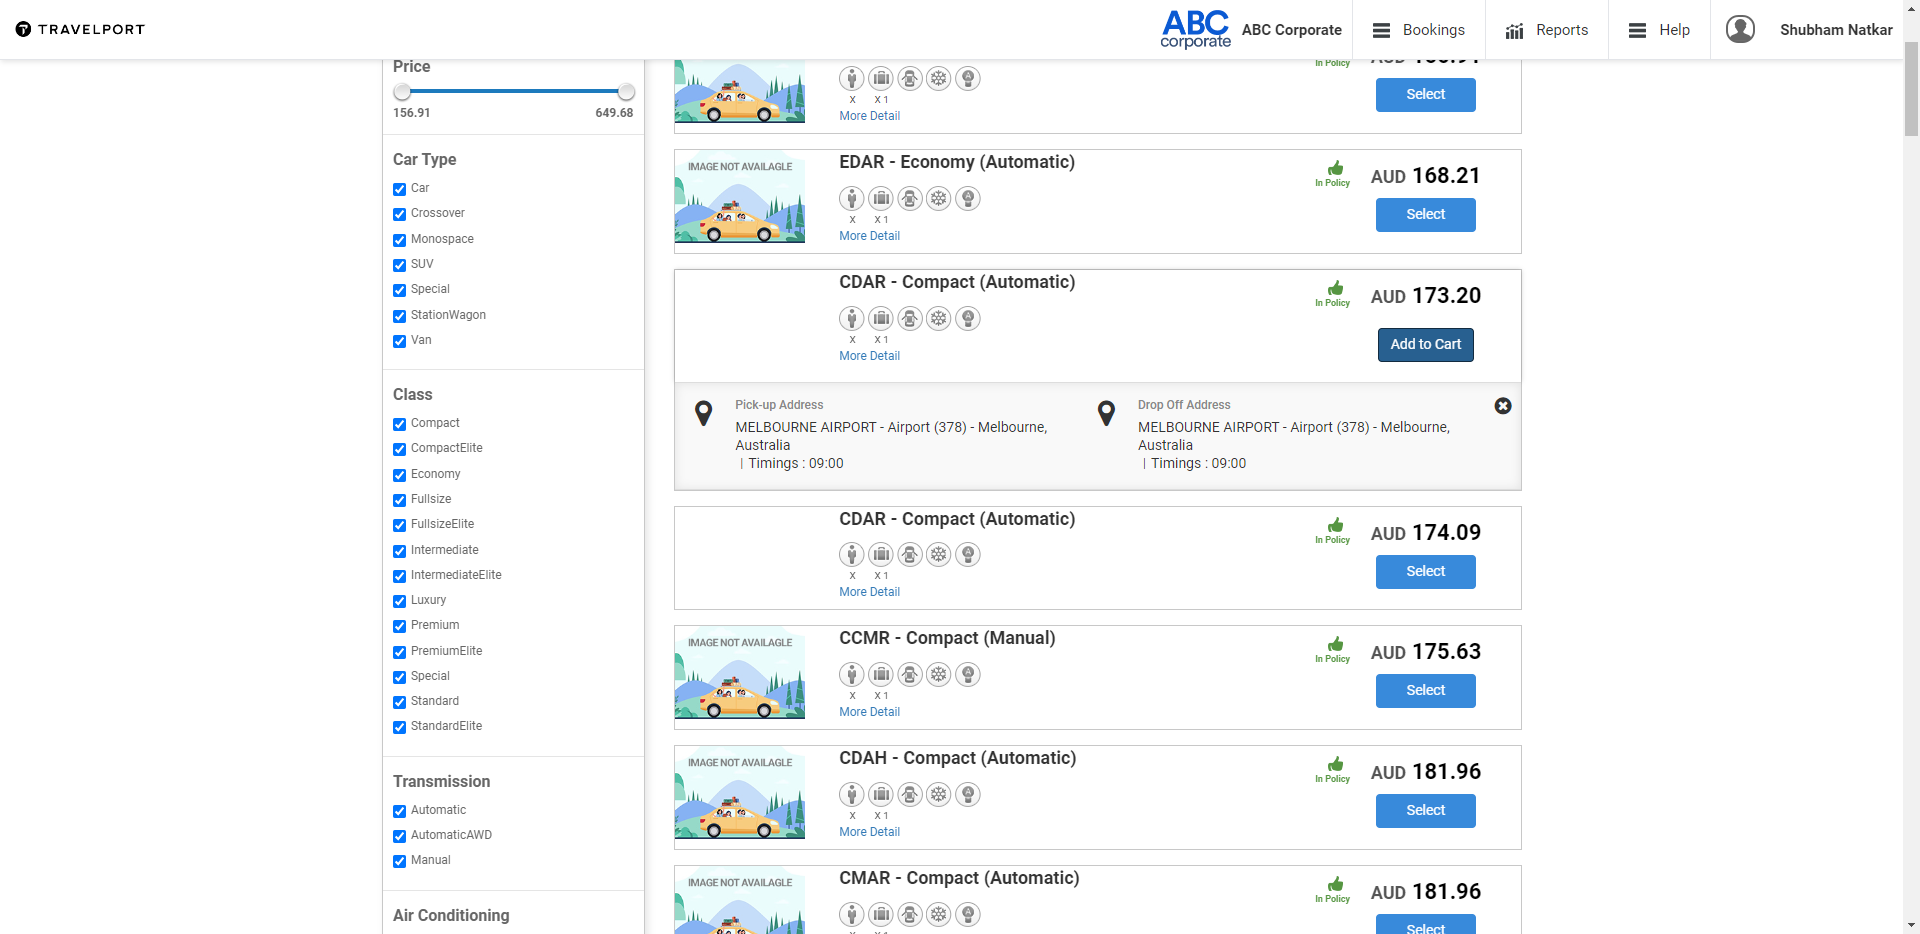 TRAVELPORT
ABC
corporate
ABC Corporate
Bookings
Reports
Help
Shubham Natkar
Price
156.91
649.68
Car Type
Car
Crossover
Monospace
SUV
Special
StationWagon
Van
Class
Compact
CompactElite
Economy
Fullsize
FullsizeElite
Intermediate
IntermediateElite
Luxury
Premium
PremiumElite
Special
Standard
StandardElite
Transmission
Automatic
AutomaticAWD
Manual
Air Conditioning
X X 1
More Detail
In Policy
Select
IMAGE NOT AVAILAGLE
EDAR - Economy (Automatic)
X X 1
More Detail
In Policy
AUD 168.21
Select
CDAR - Compact (Automatic)
X X 1
More Detail
In Policy
AUD 173.20
Add to Cart
Pick-up Address
MELBOURNE AIRPORT - Airport (378) - Melbourne,
Australia
| Timings : 09:00
Drop Off Address
MELBOURNE AIRPORT - Airport (378) - Melbourne,
Australia
| Timings : 09:00
CDAR - Compact (Automatic)
X X 1
More Detail
In Policy
AUD 174.09
Select
IMAGE NOT AVAILAGLE
CCMR - Compact (Manual)
X X 1
More Detail
In Policy
AUD 175.63
Select
IMAGE NOT AVAILAGLE
CDAH - Compact (Automatic)
X X 1
More Detail
In Policy
AUD 181.96
Select
IMAGE NOT AVAILAGLE
CMAR - Compact (Automatic)
In Policy
AUD 181.96
Select